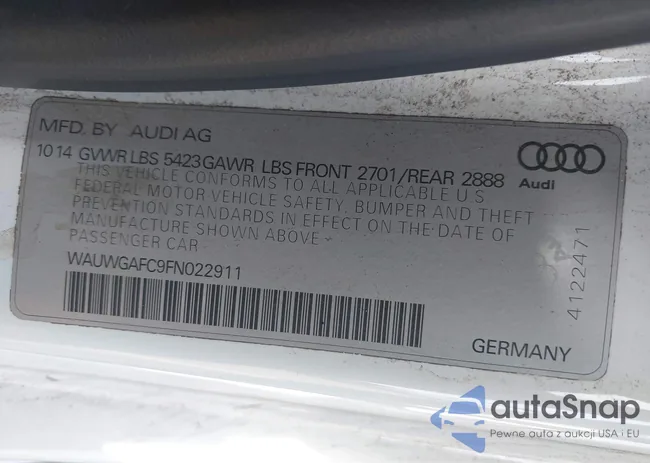 MFD. BY AUDI AG
10 14 GVWR LBS 5423 GAWR LBS FRONT 2701/REAR 2888
THIS VEHICLE CONFORMS TO ALL APPLICABLE U.S
FEDERAL MOTOR VEHICLE SAFETY, BUMPER AND THEFT
PREVENTION STANDARDS IN EFFECT ON THE DATE OF
MANUFACTURE SHOWN ABOVE
PASSENGER CAR
WAUWGAFC9FN022911
Audi
4122471
GERMANY
autaSnap
Pewne auta z aukcji USA i EU